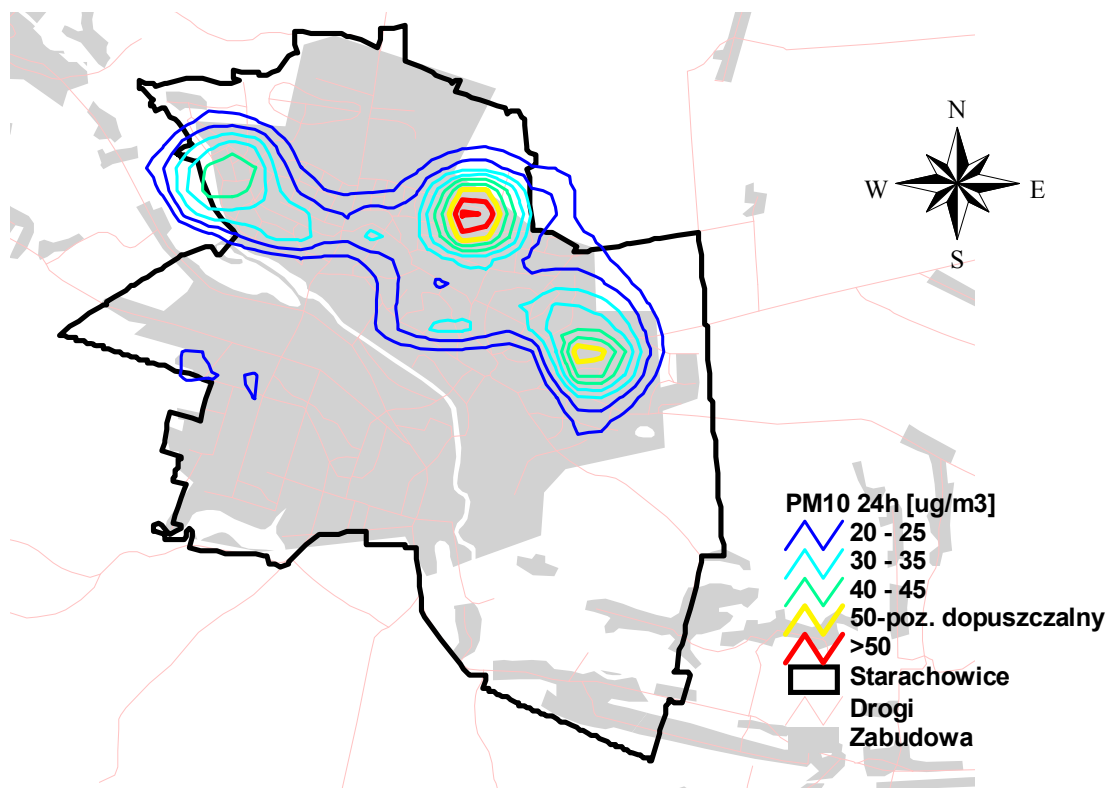 N
W
E
S
PM10 24h [ug/m3]
20 - 25
30 - 35
40 - 45
50-poz. dopuszczalny
>50
Starachowice
Drogi
Zabudowa